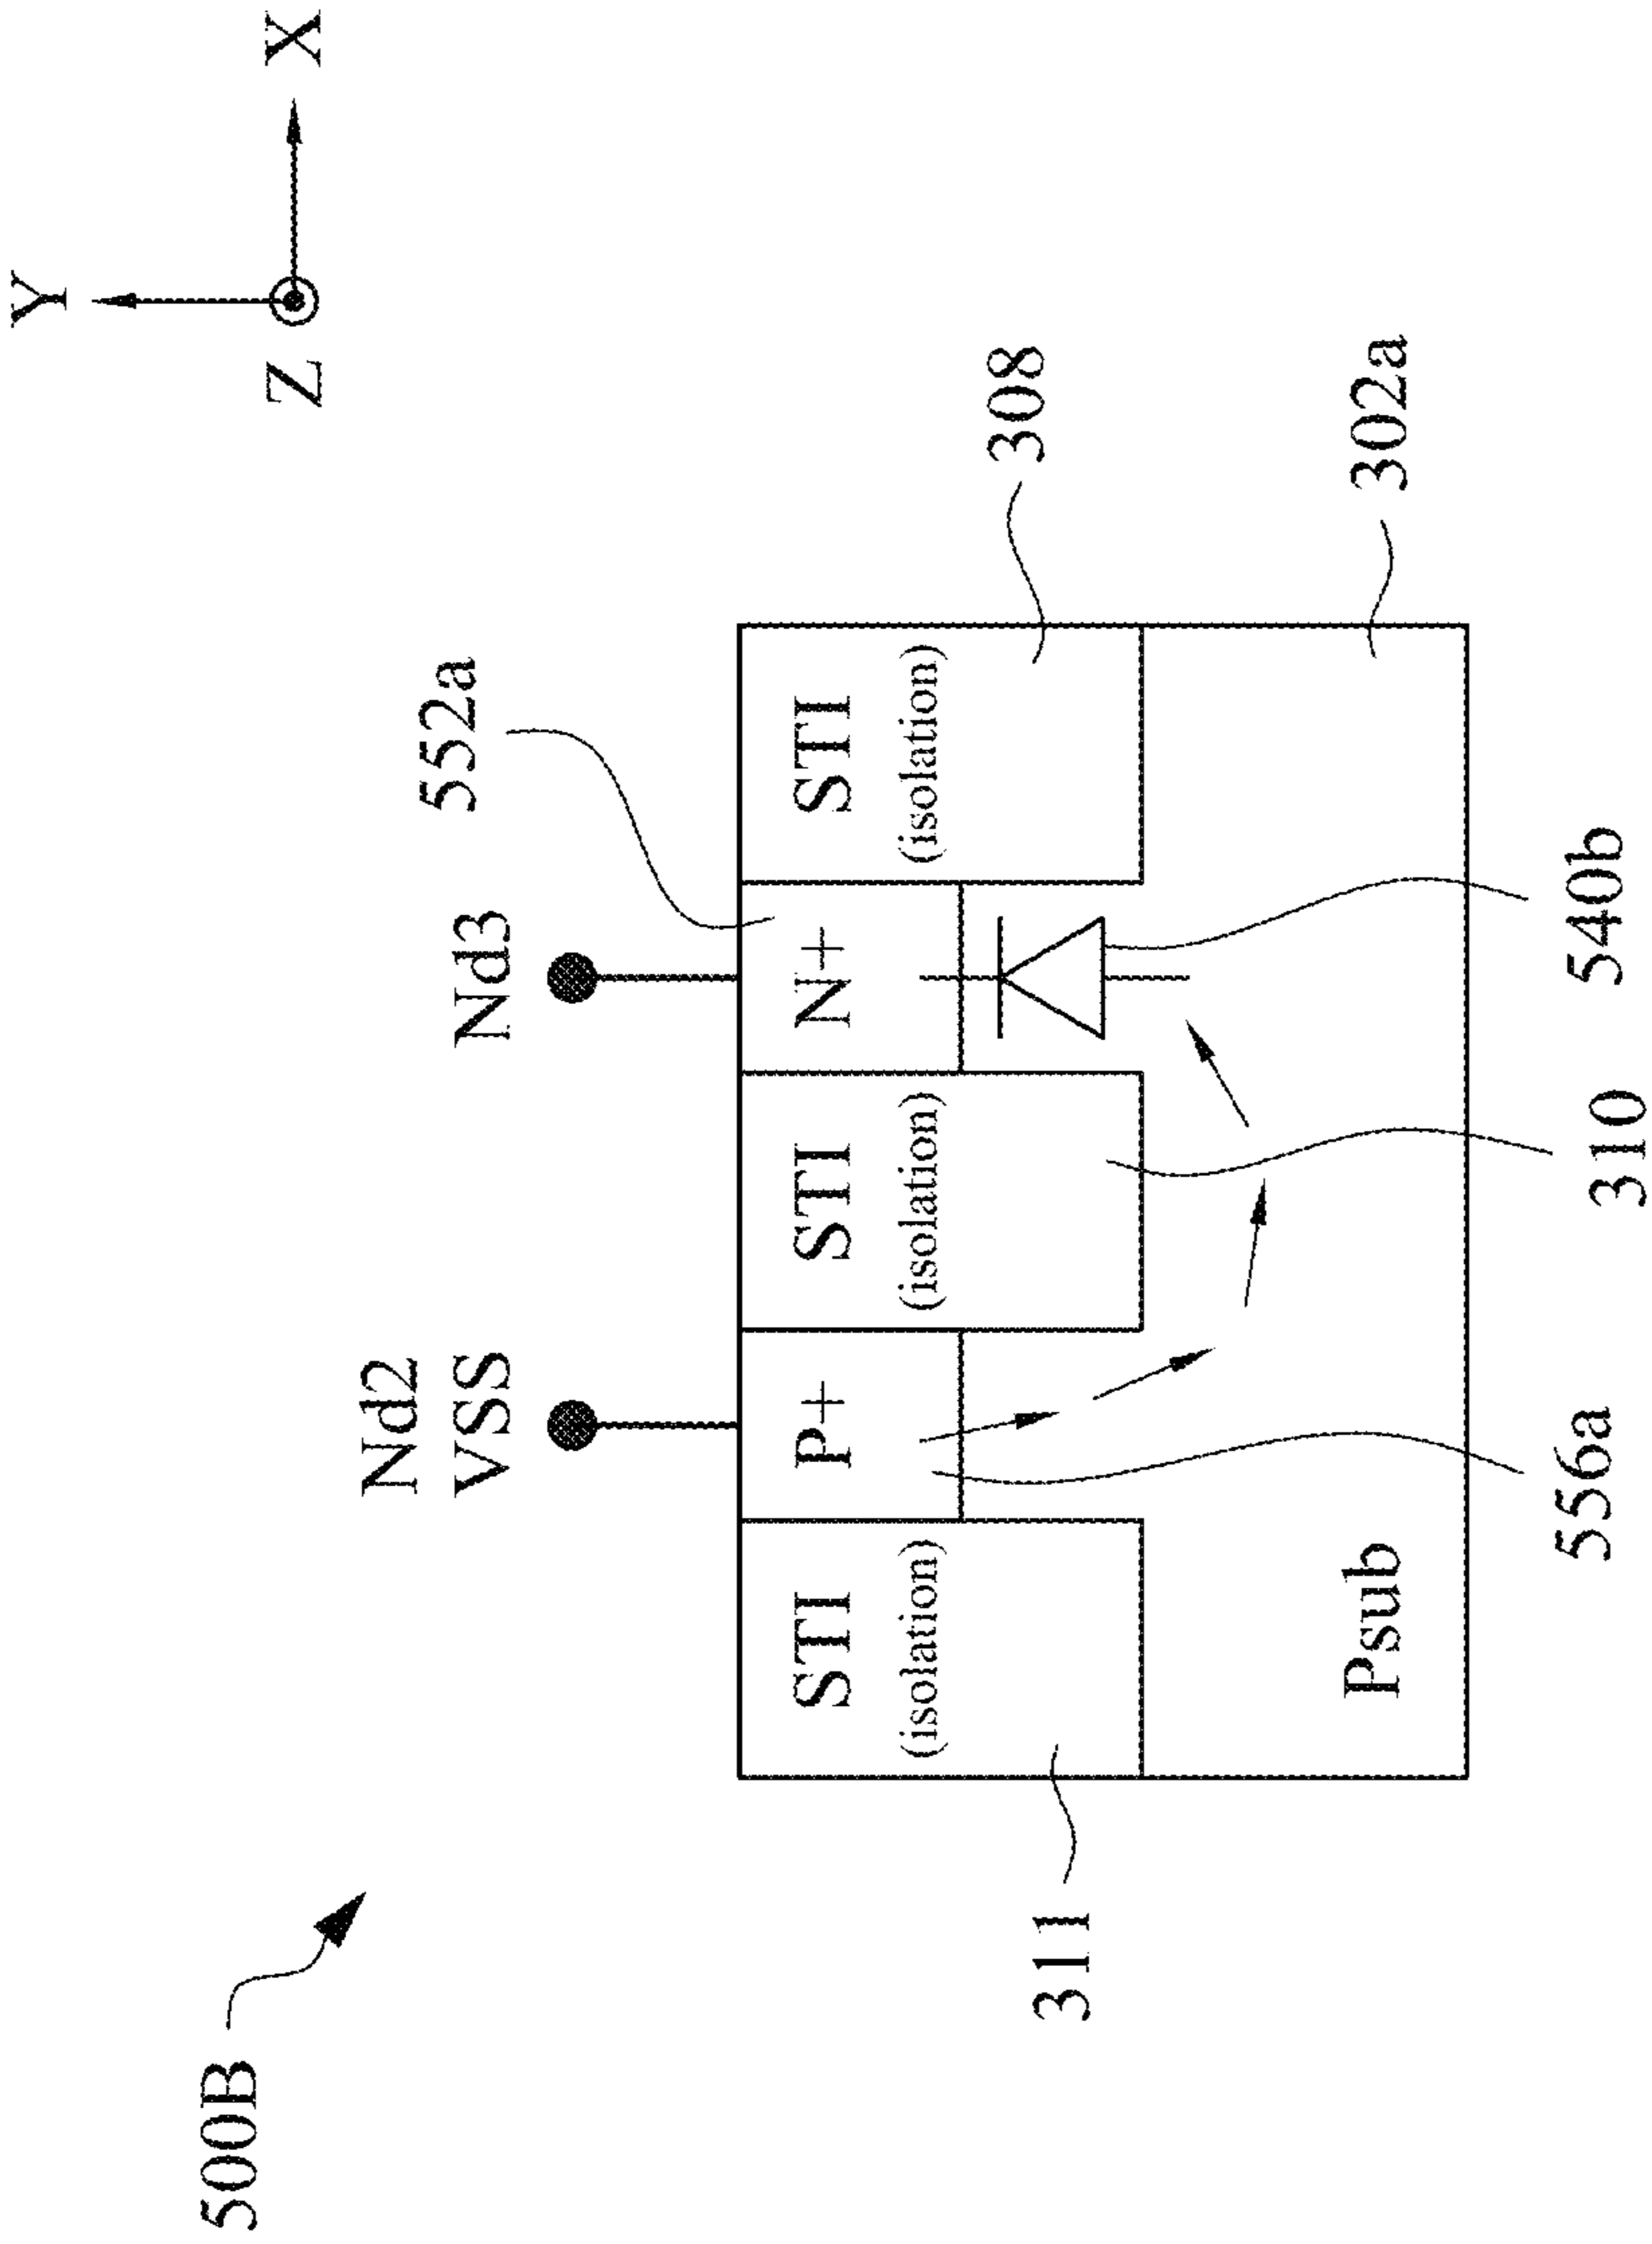 500B
Y
Z
X
Nd2
VSS
Nd3
552a
STI
(isolation)
P+
STI
(isolation)
N+
STI
(isolation)
308
311
Psub
302a
556a
310
540b